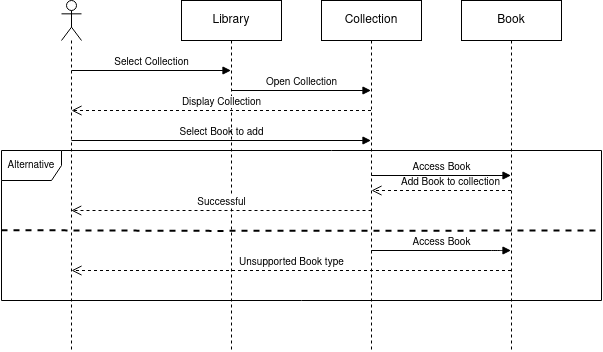 Library
Collection
Book
Select Collection
Open Collection
Display Collection
Select Book to add
Alternative
Access Book
Add Book to collection
Successful
Access Book
Unsupported Book type